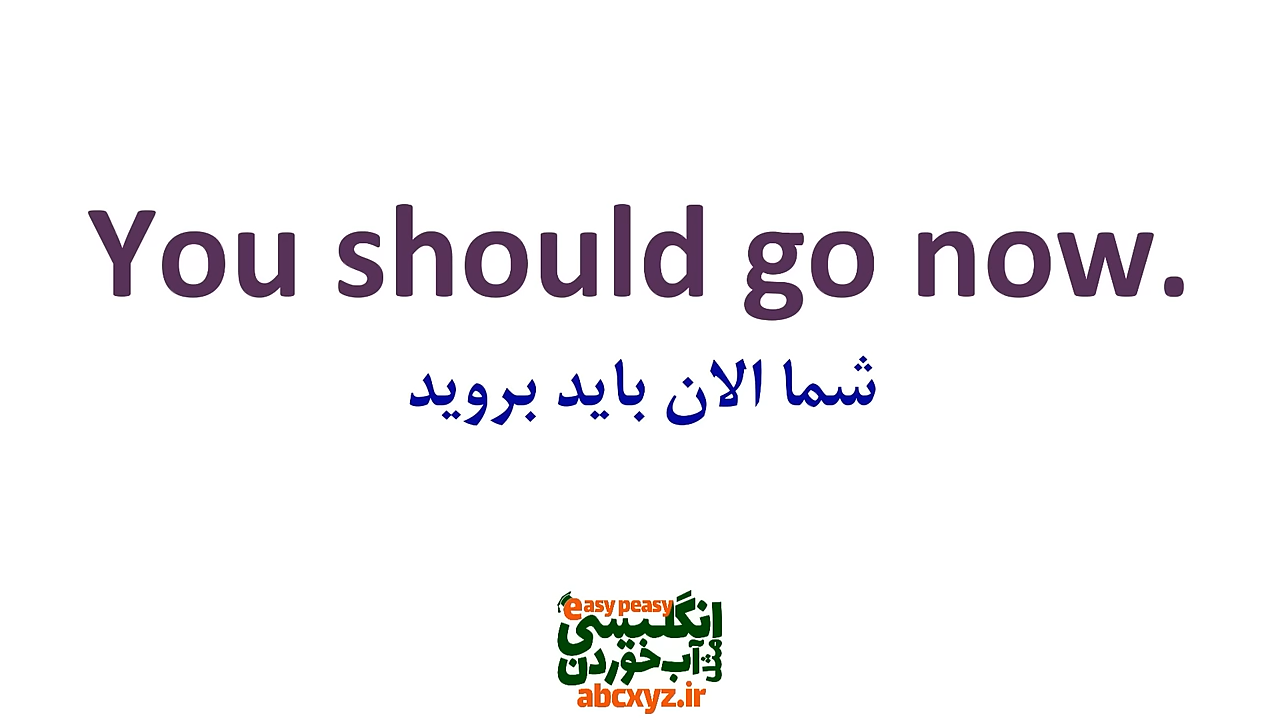 You should go now.
شما الان باید بروید
easy peasy
انگلیسی
مثل آب خوردن
abcxyz.ir